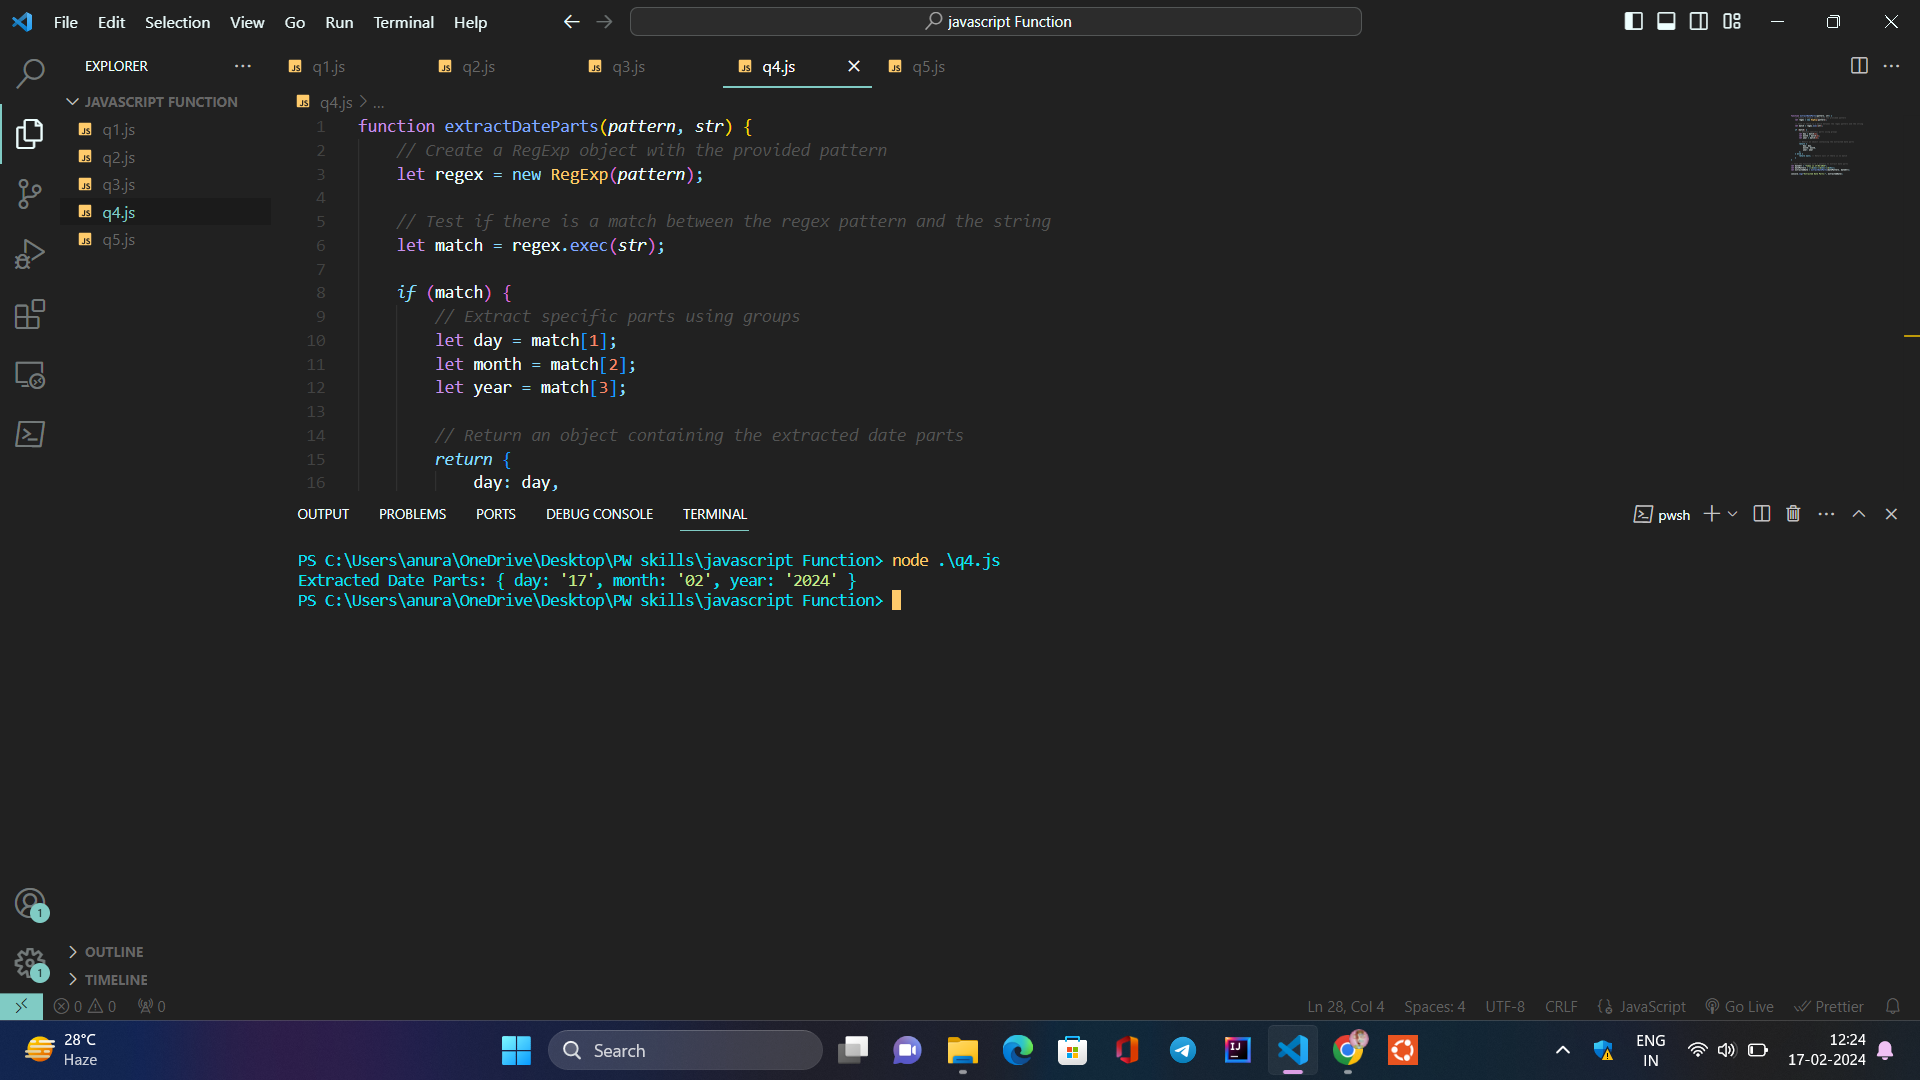 File Edit Selection View Go Run Terminal Help
javascript Function
EXPLORER
JAVASCRIPT FUNCTION
q1.js
q2.js
q3.js
q4.js
q5.js
q1.js q2.js q3.js q4.js q5.js
q4.js > ...
1 function extractDateParts(pattern, str) {
2 // Create a RegExp object with the provided pattern
3 let regex = new RegExp(pattern);
4
5 // Test if there is a match between the regex pattern and the string
6 let match = regex.exec(str);
7
8 if (match) {
9 // Extract specific parts using groups
10 let day = match[1];
11 let month = match[2];
12 let year = match[3];
13
14 // Return an object containing the extracted date parts
15 return {
16 day: day,
OUTPUT PROBLEMS PORTS DEBUG CONSOLE TERMINAL
pwsh
PS C:\Users\anura\OneDrive\Desktop\PW skills\javascript Function> node .\q4.js
Extracted Date Parts: { day: '17', month: '02', year: '2024' }
PS C:\Users\anura\OneDrive\Desktop\PW skills\javascript Function>
1
1
OUTLINE
TIMELINE
0 0 0
Ln 28, Col 4 Spaces: 4 UTF-8 CRLF {} JavaScript Go Live Prettier
28°C
Haze
Search
ENG
IN
12:24
17-02-2024